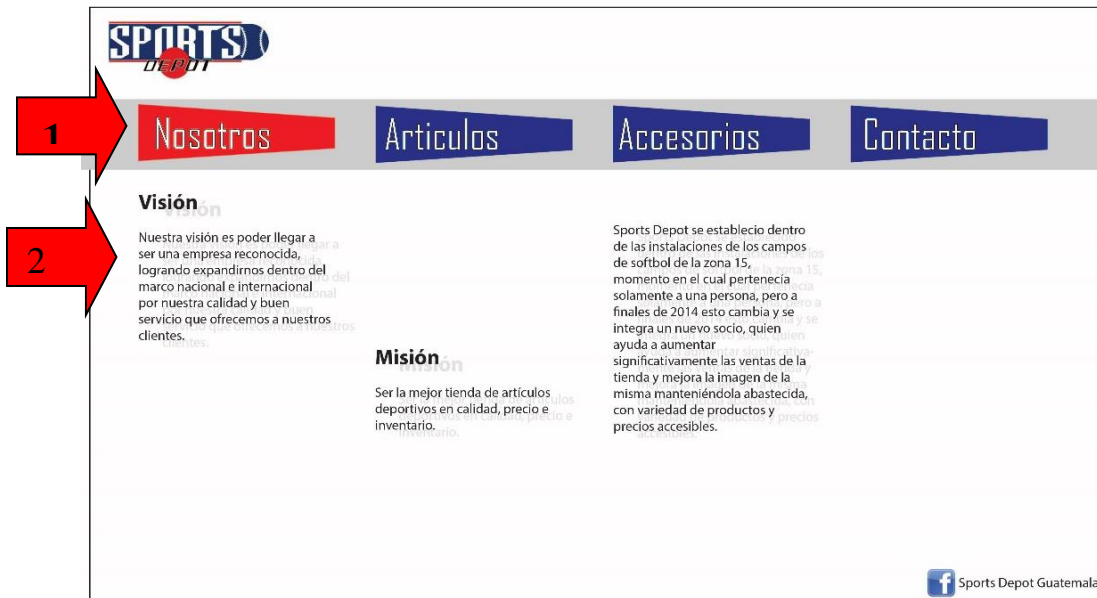 SPORTS
DEPOT
1
Nosotros
Articulos
Accesorios
Contacto
2
Visión
Nuestra visión es poder llegar a
ser una empresa reconocida,
logrando expandirnos dentro del
marco nacional e internacional
por nuestra calidad y buen
servicio que ofrecemos a nuestros
clientes.
Misión
Ser la mejor tienda de artículos
deportivos en calidad, precio e
inventario.
Sports Depot se establecio dentro
de las instalaciones de los campos
de softbol de la zona 15,
momento en el cual pertenecía
solamente a una persona, pero a
finales de 2014 esto cambia y se
integra un nuevo socio, quien
ayuda a aumentar
significativamente las ventas de la
tienda y mejora la imagen de la
misma manteniéndola abastecida,
con variedad de productos y
precios accesibles.
f
Sports Depot Guatemala